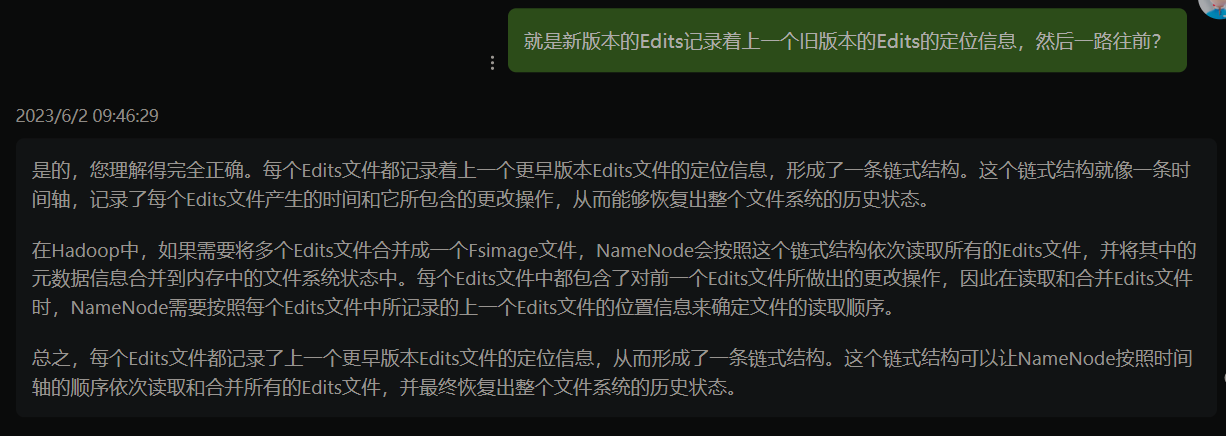 就是新版本的Edits记录着上一个旧版本的Edits的定位信息，然后一路往前？
2023/6/2 09:46:29
是的，您理解得完全正确。每个Edits文件都记录着上一个更早版本Edits文件的定位信息，形成了一条链式结构。这个链式结构就像一条时
间轴，记录了每个Edits文件产生的时间和它所包含的更改操作，从而能够恢复出整个文件系统的历史状态。
在Hadoop中，如果需要将多个Edits文件合并成一个Fsimage文件，NameNode会按照这个链式结构依次读取所有的Edits文件，并将其中的
元数据信息合并到内存中的文件系统状态中。每个Edits文件中都包含了对前一个Edits文件所做出的更改操作，因此在读取和合并Edits文件
时，NameNode需要按照每个Edits文件中所记录的上一个Edits文件的位置信息来确定文件的读取顺序。
总之，每个Edits文件都记录了上一个更早版本Edits文件的定位信息，从而形成了一条链式结构。这个链式结构可以让NameNode按照时间
轴的顺序依次读取和合并所有的Edits文件，并最终恢复出整个文件系统的历史状态。